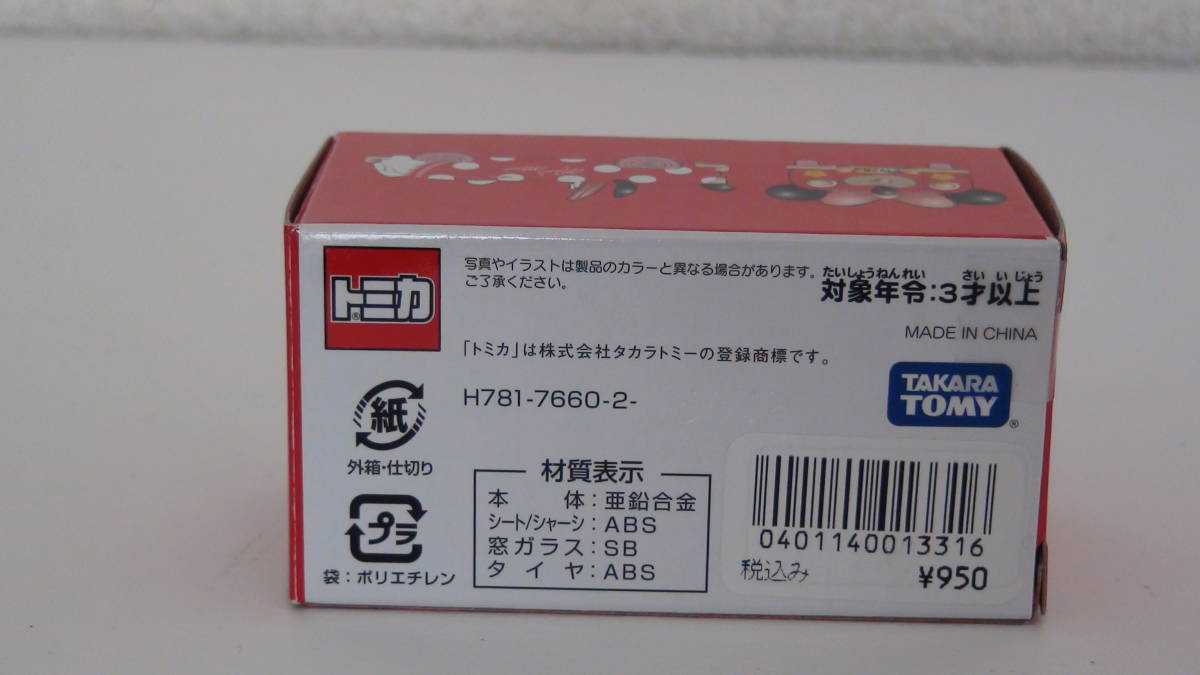 トミカ®
写真やイラストは製品のカラーと異なる場合があります。
ご了承ください。
たいしょうねんれい さいいじょう
対象年令:3才以上
MADE IN CHINA
「トミカ」は株式会社タカラトミーの登録商標です。
H781-7660-2-
TAKARA
TOMY®
紙
外箱・仕切り
プラ
袋:ポリエチレン
材質表示
本体:亜鉛合金
シート/シャーシ:ABS
窓ガラス:SB
タイヤ:ABS
0401140013316
税込み ¥950